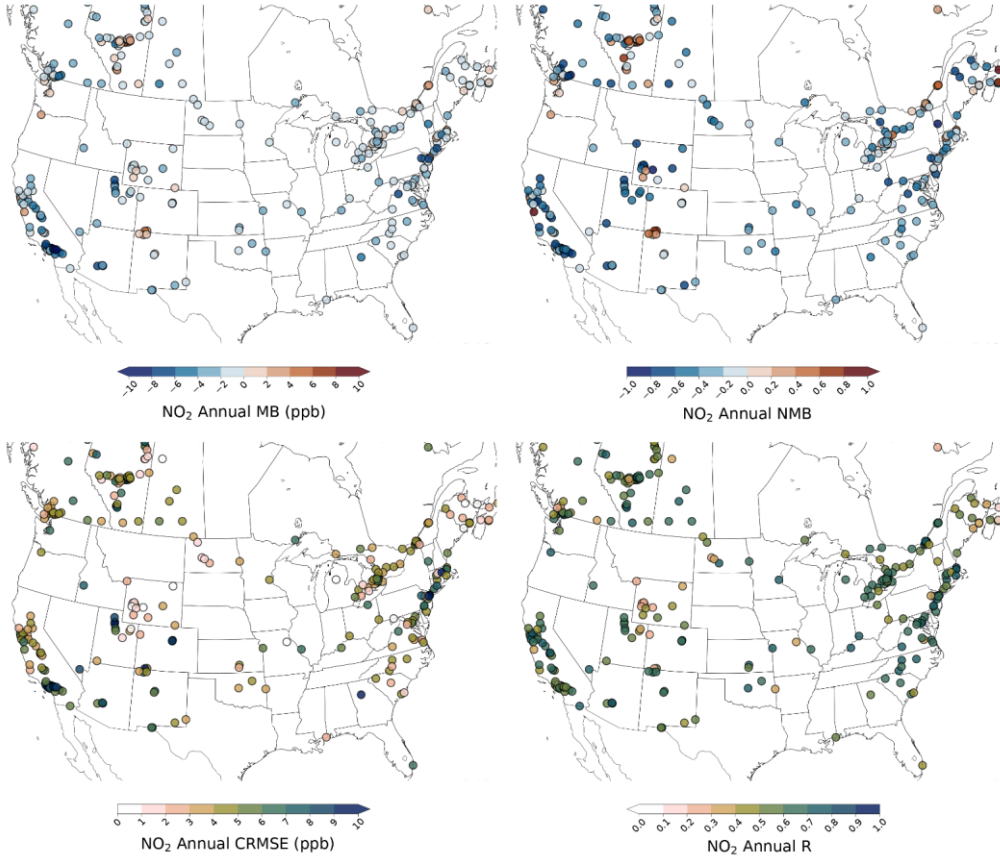 −10 −8 −6 −4 −2 0 2 4 6 8 10
−1.0 −0.8 −0.6 −0.4 −0.2 0.0 0.2 0.4 0.6 0.8 1.0
NO₂ Annual MB (ppb)
NO₂ Annual NMB
0 1 2 3 4 5 6 7 8 9 10
0.0 0.1 0.2 0.3 0.4 0.5 0.6 0.7 0.8 0.9 1.0
NO₂ Annual CRMSE (ppb)
NO₂ Annual R